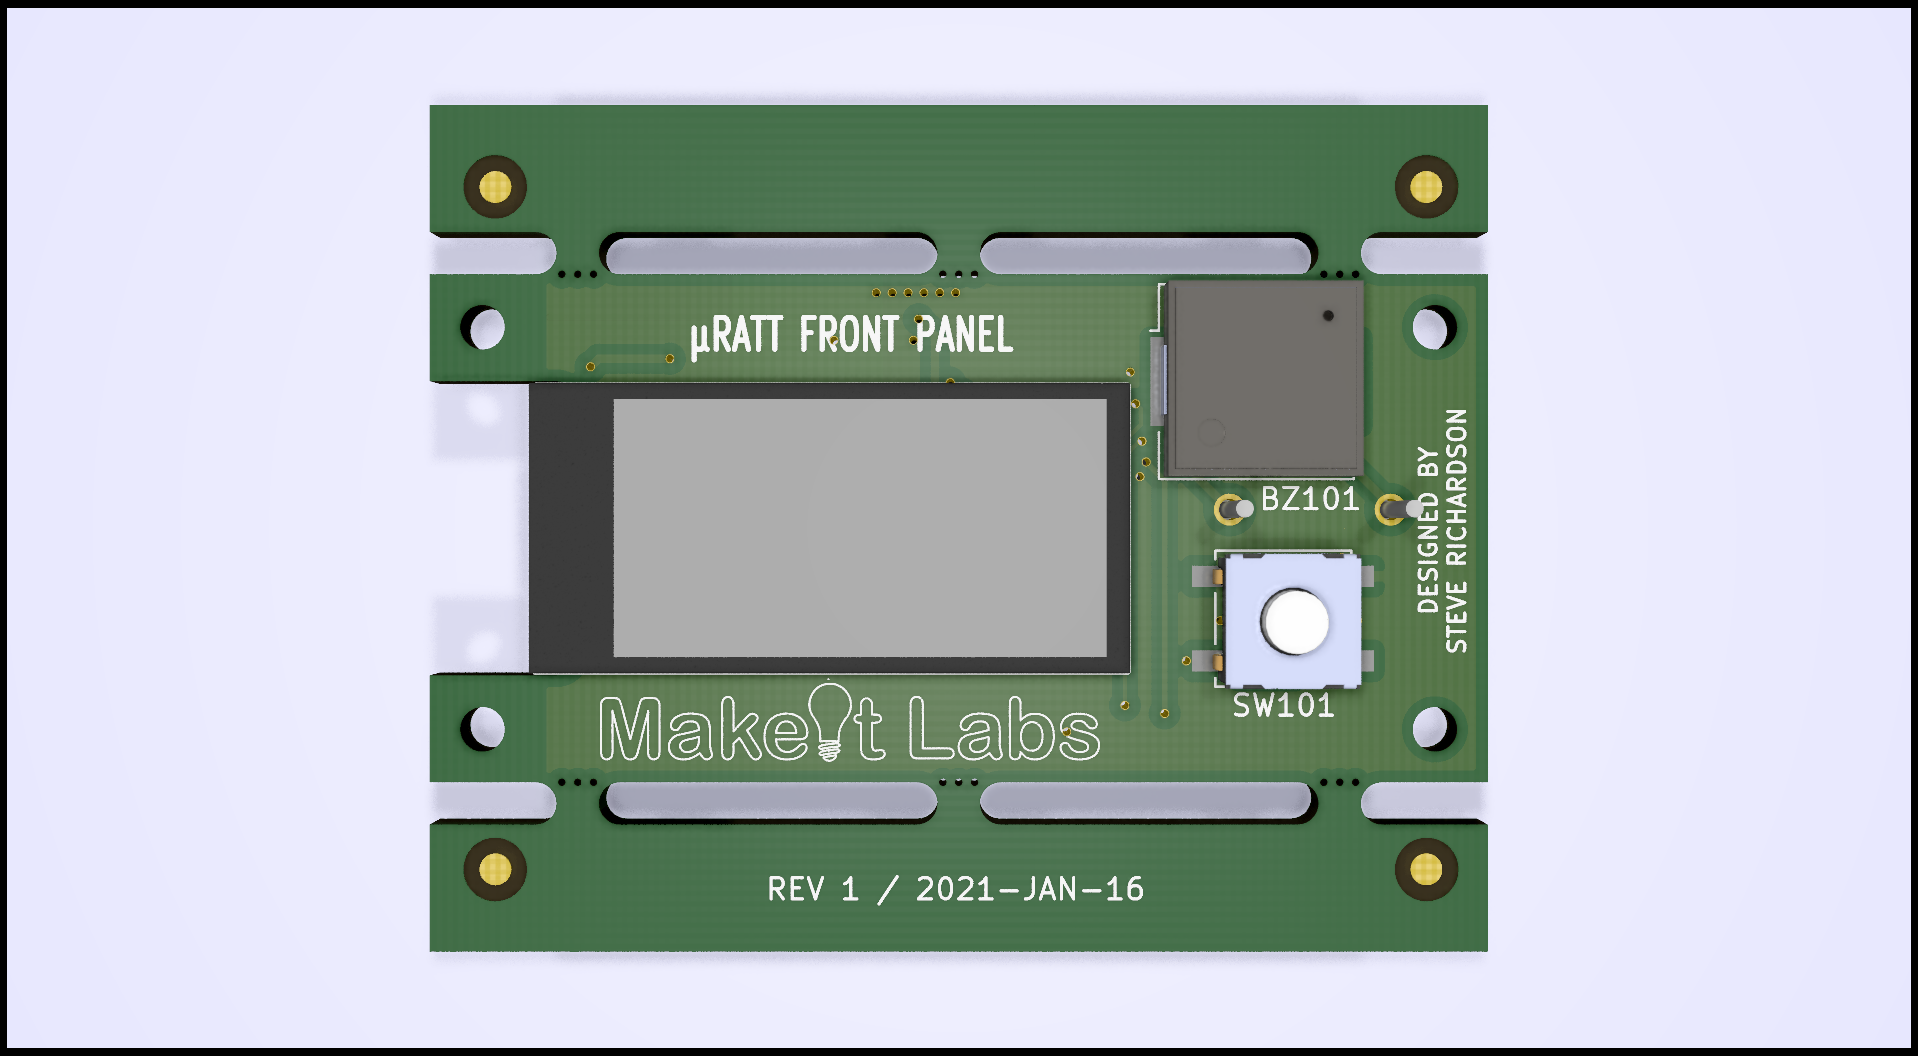 µRATT FRONT PANEL
BZ101
DESIGNED BY
STEVE RICHARDSON
SW101
Makeit Labs
REV 1 / 2021-JAN-16